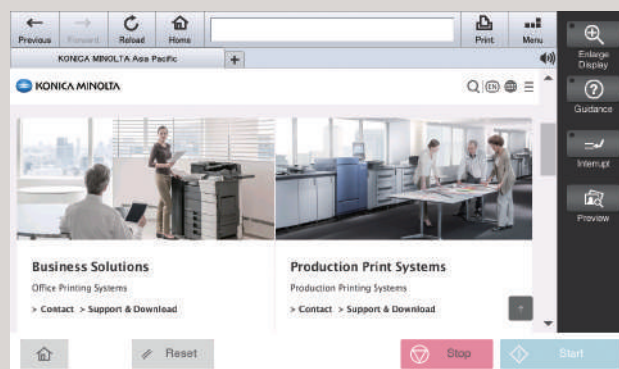 Previous Forward Reload Home Print Menu
KONICA MINOLTA Asia Pacific +
KONICA MINOLTA EN
Enlarge
Display
Guidance
Interrupt
Preview
Business Solutions Production Print Systems
Office Printing Systems Production Printing Systems
> Contact > Support & Download > Contact > Support & Download
Reset Stop Start